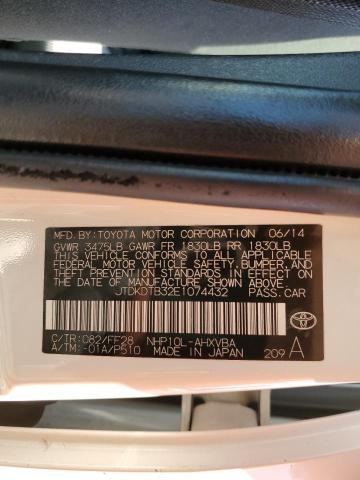 MFD.BY:TOYOTA MOTOR CORPORATION 06/14
GVWR 3475LB GAWR FR 1830LB RR 1830LB
THIS VEHICLE CONFORMS TO ALL APPLICABLE
FEDERAL MOTOR VEHICLE SAFETY, BUMPER, AND
THEFT PREVENTION STANDARDS IN EFFECT ON
THE DATE OF MANUFACTURE SHOWN ABOVE.
JTDKDTB32E1074432 PASS.CAR
C/TR:082/FF28 NHP10L-AHXVBA
A/TM:-01A/P510 MADE IN JAPAN 209 A